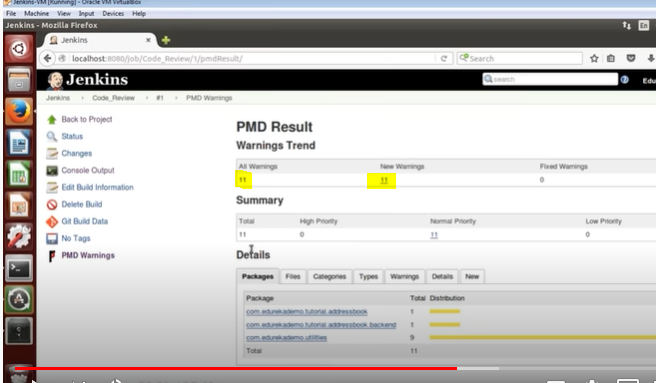 Jenkins-VM [Running] - Oracle VM VirtualBox
File Machine View Input Devices Help
Jenkins - Mozilla Firefox
En
Jenkins
localhost:8080/job/Code_Review/1/pmdResult/
Search
Jenkins
search
Edu
Jenkins Code_Review #1 PMD Warnings
Back to Project
Status
Changes
Console Output
Edit Build Information
Delete Build
Git Build Data
No Tags
PMD Warnings
PMD Result
Warnings Trend
All Warnings New Warnings Fixed Warnings
11 11 0
Summary
Total High Priority Normal Priority Low Priority
11 0 11 0
Details
Packages Files Categories Types Warnings Details New
Package Total Distribution
com.edurekademo.tutorial.addressbook 1
com.edurekademo.tutorial.addressbook.backend 1
com.edurekademo.utilities 9
Total 11